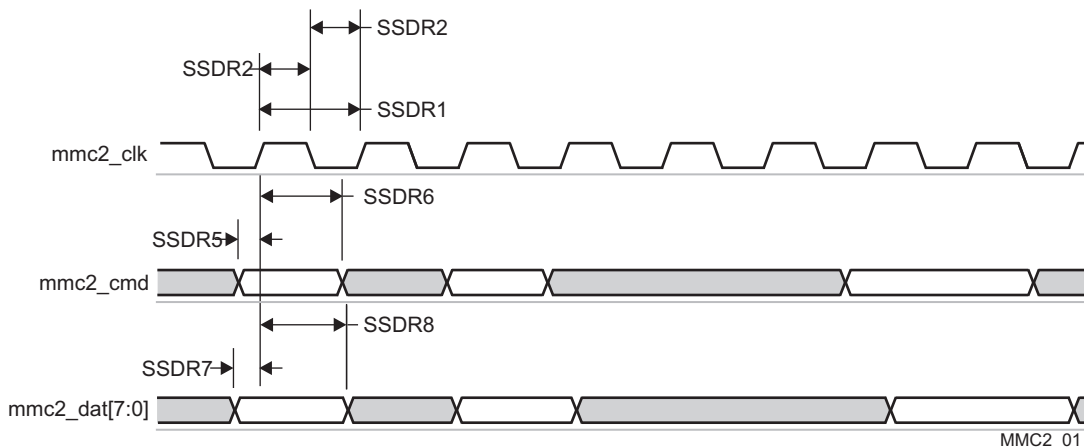 SSDR2
SSDR2
SSDR1
mmc2_clk
SSDR6
SSDR5
mmc2_cmd
SSDR8
SSDR7
mmc2_dat[7:0]
MMC2_01